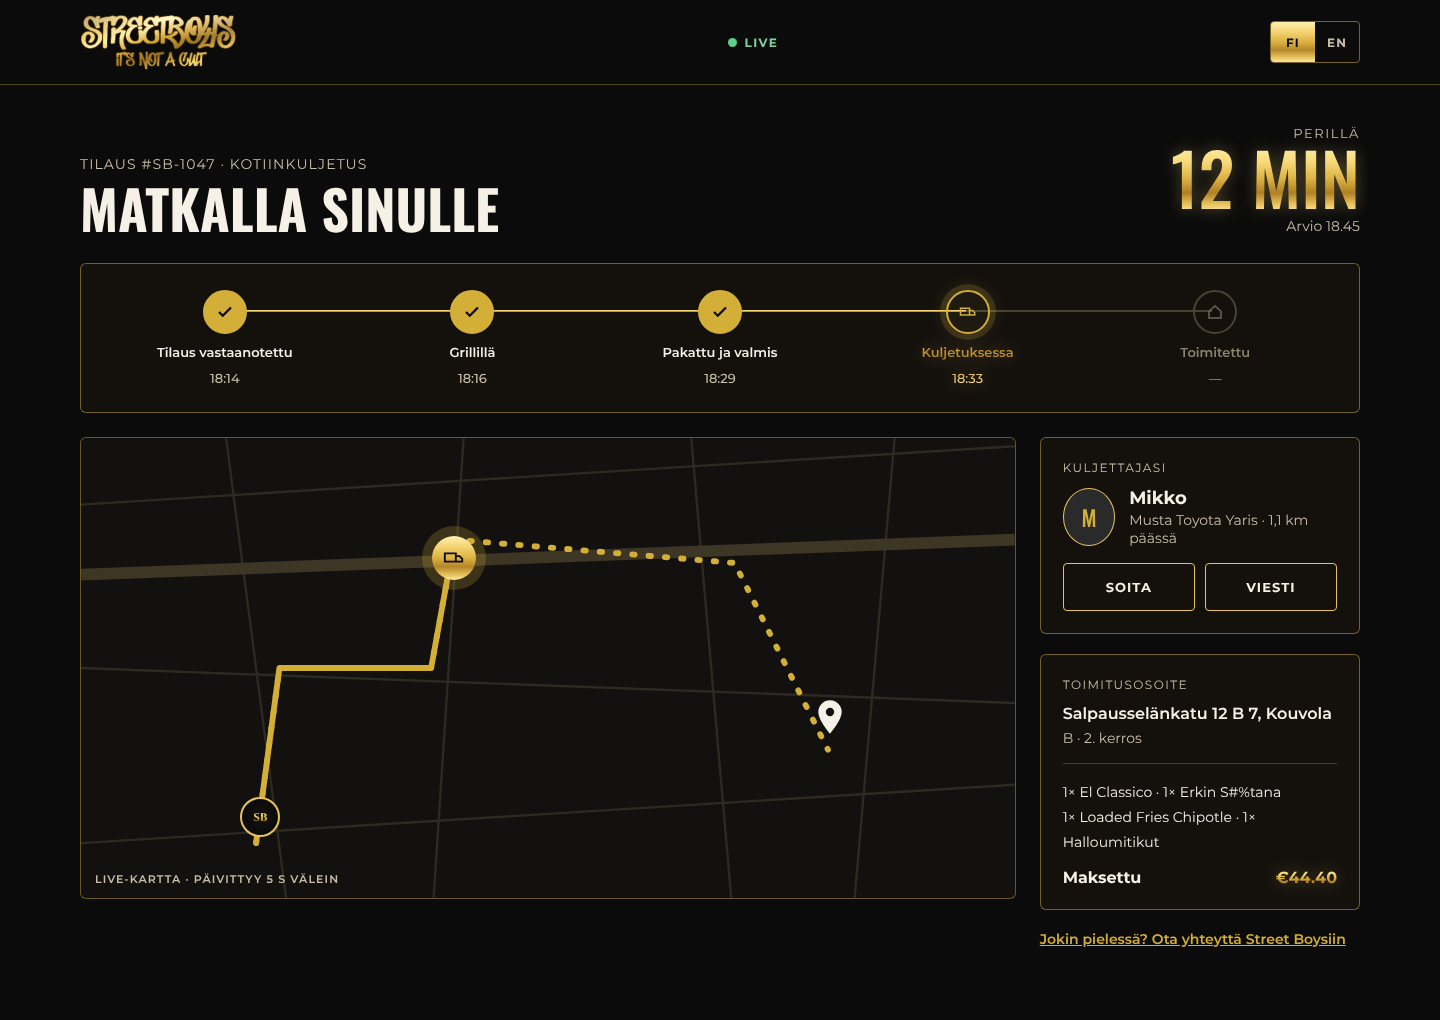 STREETBOYS
IT'S NOT A CULT
LIVE
FI
EN
TILAUS #SB-1047 · KOTIINKULJETUS
MATKALLA SINULLE
PERILLÄ
12 MIN
Arvio 18.45
Tilaus vastaanotettu
18:14
Grillillä
18:16
Pakattu ja valmis
18:29
Kuljetuksessa
18:33
Toimitettu
—
SB
LIVE-KARTTA · PÄIVITTYY 5 S VÄLEIN
KULJETTAJASI
M
Mikko
Musta Toyota Yaris · 1,1 km
päässä
SOITA
VIESTI
TOIMITUSOSOITE
Salpausselänkatu 12 B 7, Kouvola
B · 2. kerros
1× El Classico · 1× Erkin S#%tana
1× Loaded Fries Chipotle · 1×
Halloumitikut
Maksettu
€44.40
Jokin pielessä? Ota yhteyttä Street Boysiin